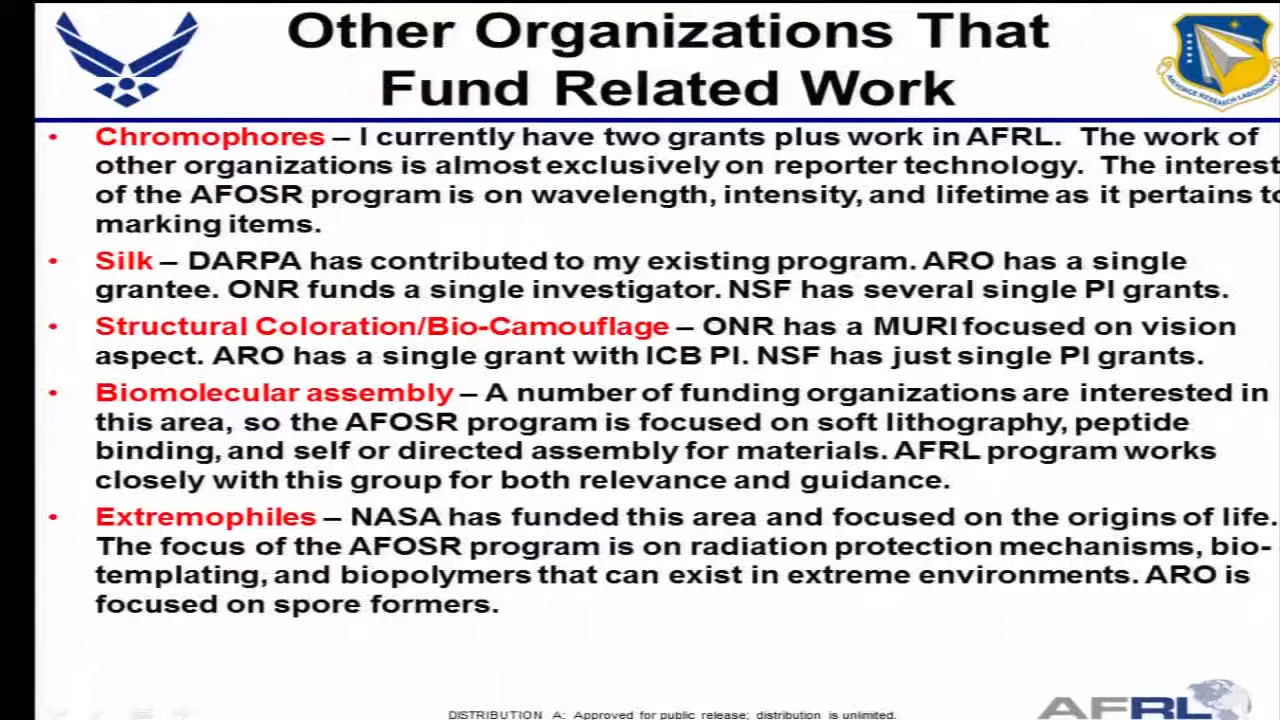 Other Organizations That
Fund Related Work
AIR FORCE RESEARCH LABORATORY
• Chromophores – I currently have two grants plus work in AFRL. The work of
other organizations is almost exclusively on reporter technology. The interest
of the AFOSR program is on wavelength, intensity, and lifetime as it pertains to
marking items.
• Silk – DARPA has contributed to my existing program. ARO has a single
grantee. ONR funds a single investigator. NSF has several single PI grants.
• Structural Coloration/Bio-Camouflage – ONR has a MURI focused on vision
aspect. ARO has a single grant with ICB PI. NSF has just single PI grants.
• Biomolecular assembly – A number of funding organizations are interested in
this area, so the AFOSR program is focused on soft lithography, peptide
binding, and self or directed assembly for materials. AFRL program works
closely with this group for both relevance and guidance.
• Extremophiles – NASA has funded this area and focused on the origins of life.
The focus of the AFOSR program is on radiation protection mechanisms, bio-
templating, and biopolymers that can exist in extreme environments. ARO is
focused on spore formers.
DISTRIBUTION A: Approved for public release; distribution is unlimited.
AFRL